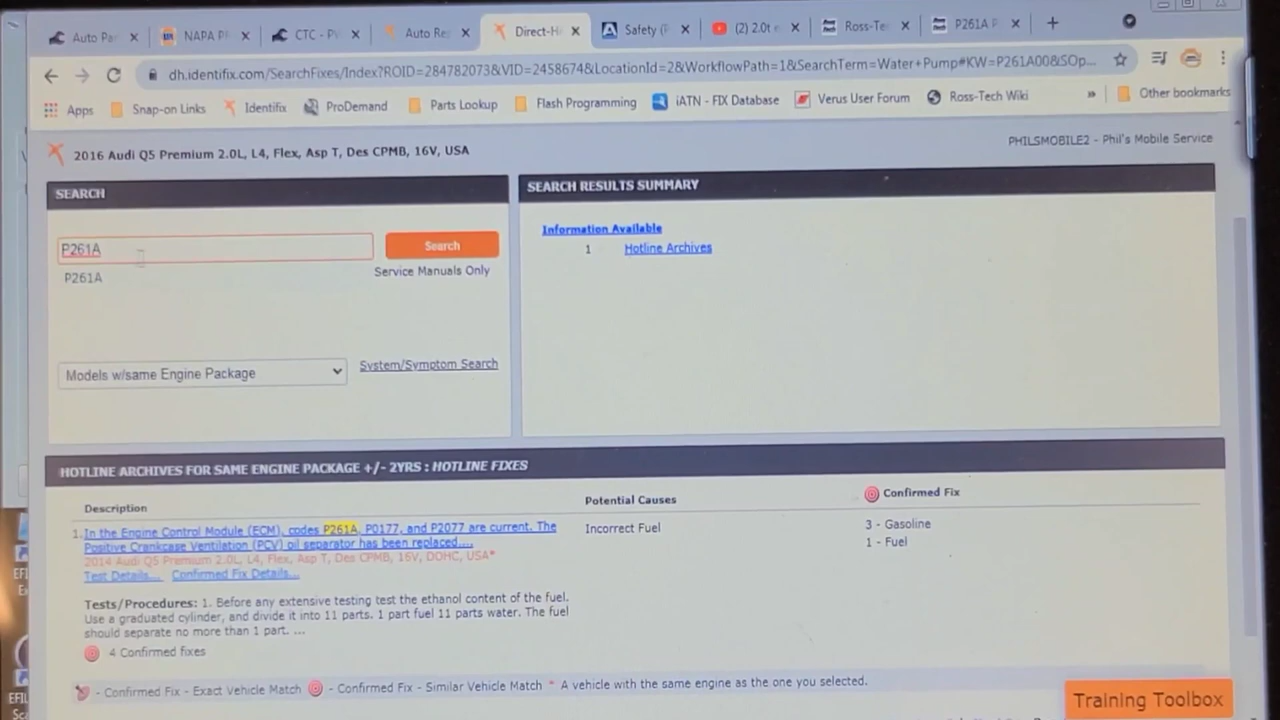 Auto Pa
NAPA P
CTC - P
Auto Re
Direct-H
Safety (
(2) 2.0t e
Ross-Te
P261A P
dh.identifix.com/SearchFixes/Index?ROID=284782073&VID=2458674&LocationId=2&WorkflowPath=1&SearchTerm=Water+Pump#KW=P261A00&SOp...
Apps
Snap-on Links
Identifix
ProDemand
Parts Lookup
Flash Programming
iATN - FIX Database
Verus User Forum
Ross-Tech Wiki
»
Other bookmarks
2016 Audi Q5 Premium 2.0L, L4, Flex, Asp T, Des CPMB, 16V, USA
PHILSMOBILE2 - Phil's Mobile Service
SEARCH
P261A
Search
P261A
Service Manuals Only
Models w/same Engine Package
System/Symptom Search
SEARCH RESULTS SUMMARY
Information Available
1 Hotline Archives
HOTLINE ARCHIVES FOR SAME ENGINE PACKAGE +/- 2YRS : HOTLINE FIXES
Description
Potential Causes
Confirmed Fix
1. In the Engine Control Module (ECM), codes P261A, P0177, and P2077 are current. The
Positive Crankcase Ventilation (PCV) oil separator has been replaced....
2014 Audi Q5 Premium 2.0L, L4, Flex, Asp T, Des CPMB, 16V, DOHC, USA*
Test Details... Confirmed Fix Details...
Incorrect Fuel
3 - Gasoline
1 - Fuel
Tests/Procedures: 1. Before any extensive testing test the ethanol content of the fuel.
Use a graduated cylinder, and divide it into 11 parts. 1 part fuel 11 parts water. The fuel
should separate no more than 1 part. ...
4 Confirmed fixes
- Confirmed Fix - Exact Vehicle Match
- Confirmed Fix - Similar Vehicle Match * A vehicle with the same engine as the one you selected.
Training Toolbox
EFI
EFIL